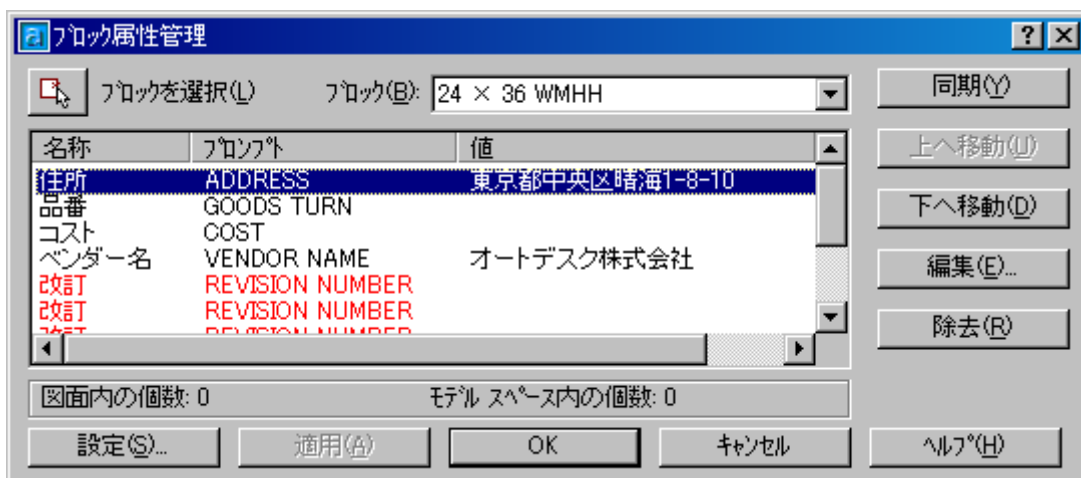 ブロック属性管理
ブロックを選択(L) ブロック(B): 24 × 36 WMHH 同期(Y)
名称 プロンプト 値 上へ移動(U)
住所 ADDRESS 東京都中央区晴海1-8-10
品番 GOODS TURN 下へ移動(D)
コスト COST
ベンダー名 VENDOR NAME オートデスク株式会社 編集(E)...
改訂 REVISION NUMBER
改訂 REVISION NUMBER 除去(R)
改訂 REVISION NUMBER
図面内の個数: 0 モデル スペース内の個数: 0
設定(S)... 適用(A) OK キャンセル ヘルプ(H)